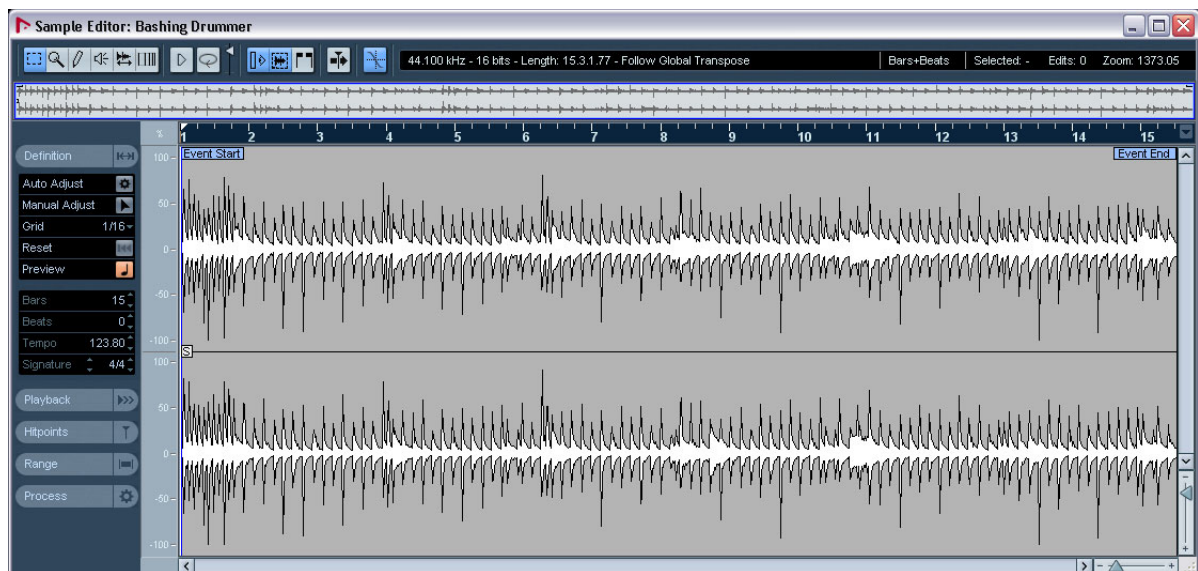 Sample Editor: Bashing Drummer
44.100 kHz - 16 bits - Length: 15.3.1.77 - Follow Global Transpose Bars+Beats Selected: - Edits: 0 Zoom: 1373.05
% 1 2 3 4 5 6 7 8 9 10 11 12 13 14 15
Definition
Auto Adjust
Manual Adjust
Grid 1/16
Reset
Preview
Bars 15
Beats 0
Tempo 123.80
Signature 4/4
Playback
Hitpoints
Range
Process
100
50
0
-50
-100
100
50
0
-50
-100
Event Start Event End
S